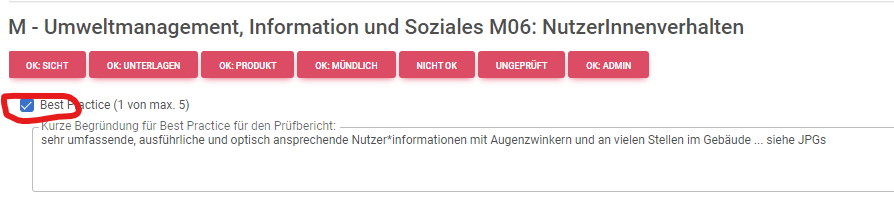 M - Umweltmanagement, Information und Soziales M06: NutzerInnenverhalten
OK: SICHT OK: UNTERLAGEN OK: PRODUKT OK: MÜNDLICH NICHT OK UNGEPRÜFT OK: ADMIN
Best Practice (1 von max. 5)
Kurze Begründung für Best Practice für den Prüfbericht:
sehr umfassende, ausführliche und optisch ansprechende Nutzer*informationen mit Augenzwinkern und an vielen Stellen im Gebäude ... siehe JPGs